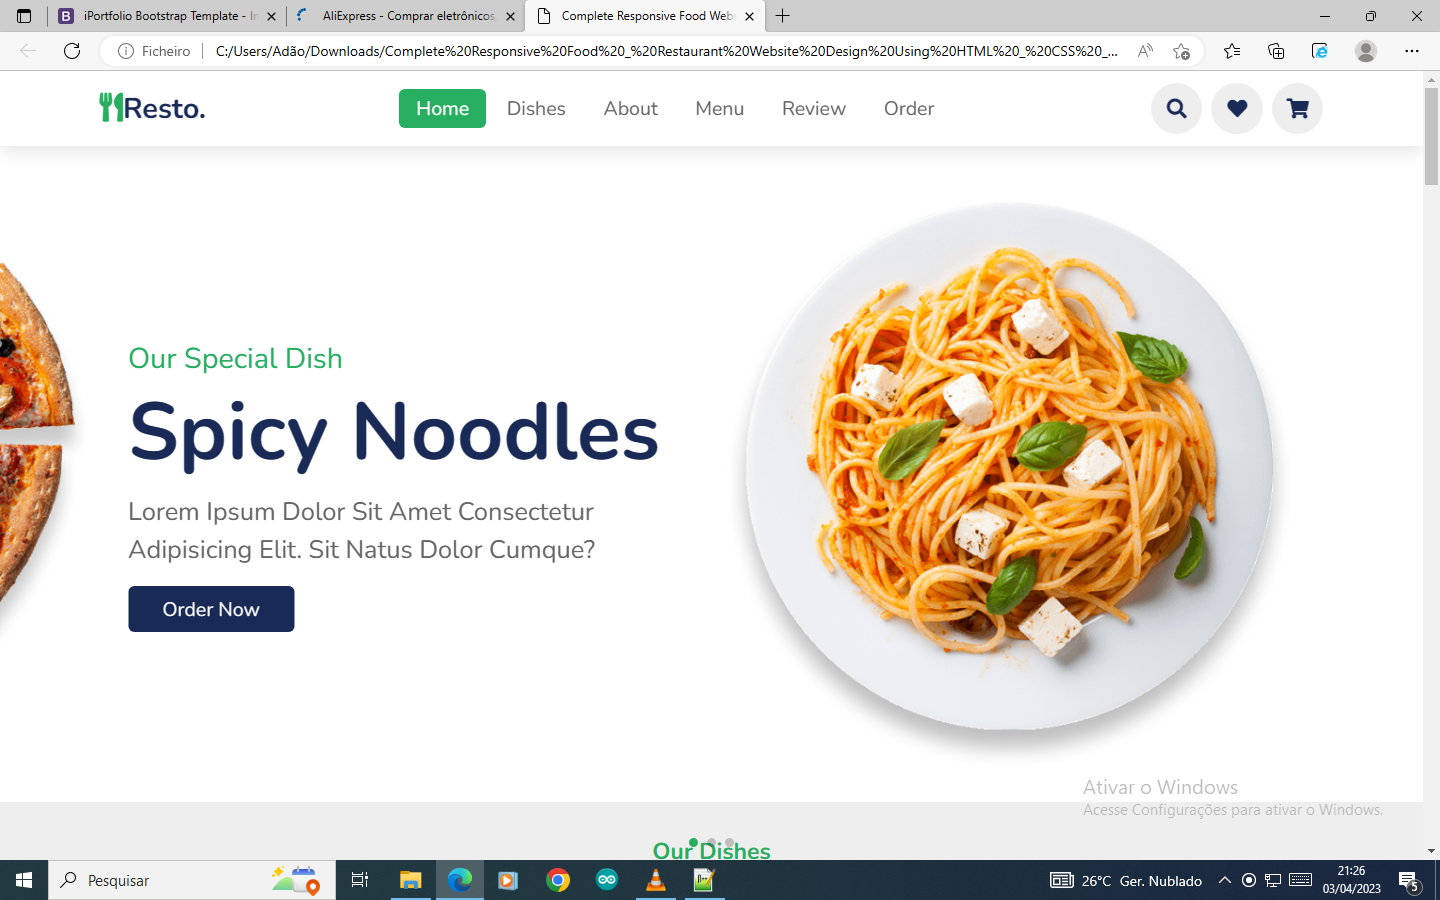 iPortfolio Bootstrap Template - In
AliExpress - Comprar eletrônicos,
Complete Responsive Food Webs
Ficheiro
C:/Users/Adão/Downloads/Complete%20Responsive%20Food%20_%20Restaurant%20Website%20Design%20Using%20HTML%20_%20CSS%20_...
Resto.
Home
Dishes
About
Menu
Review
Order
Our Special Dish
Spicy Noodles
Lorem Ipsum Dolor Sit Amet Consectetur
Adipisicing Elit. Sit Natus Dolor Cumque?
Order Now
Ativar o Windows
Acesse Configurações para ativar o Windows.
Our Dishes
Pesquisar
26°C Ger. Nublado
21:26
03/04/2023
5